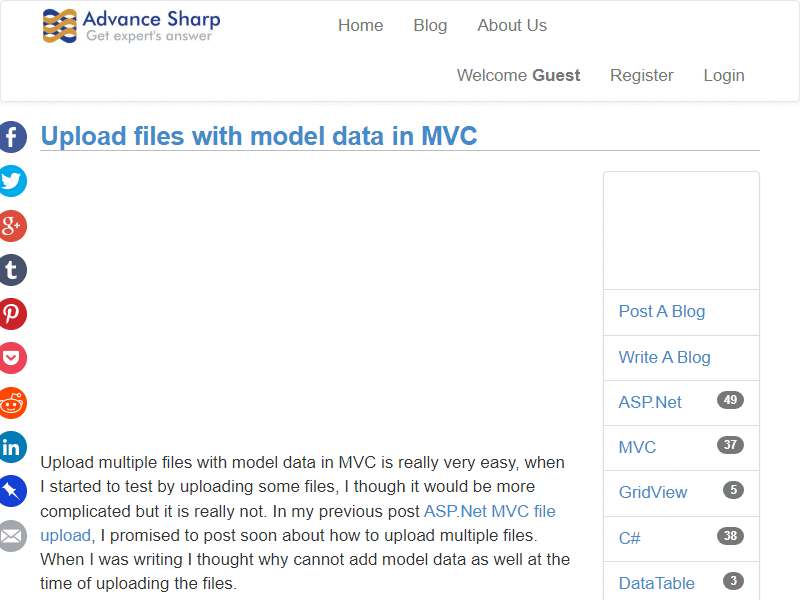 Advance Sharp
Get expert's answer
Home Blog About Us
Welcome Guest Register Login
Upload files with model data in MVC
Upload multiple files with model data in MVC is really very easy, when
I started to test by uploading some files, I though it would be more
complicated but it is really not. In my previous post ASP.Net MVC file
upload, I promised to post soon about how to upload multiple files.
When I was writing I thought why cannot add model data as well at the
time of uploading the files.
Post A Blog
Write A Blog
ASP.Net 49
MVC 37
GridView 5
C# 38
DataTable 3